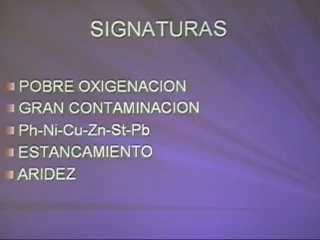 SIGNATURAS
POBRE OXIGENACION
GRAN CONTAMINACION
Ph-Ni-Cu-Zn-St-Pb
ESTANCAMIENTO
ARIDEZ